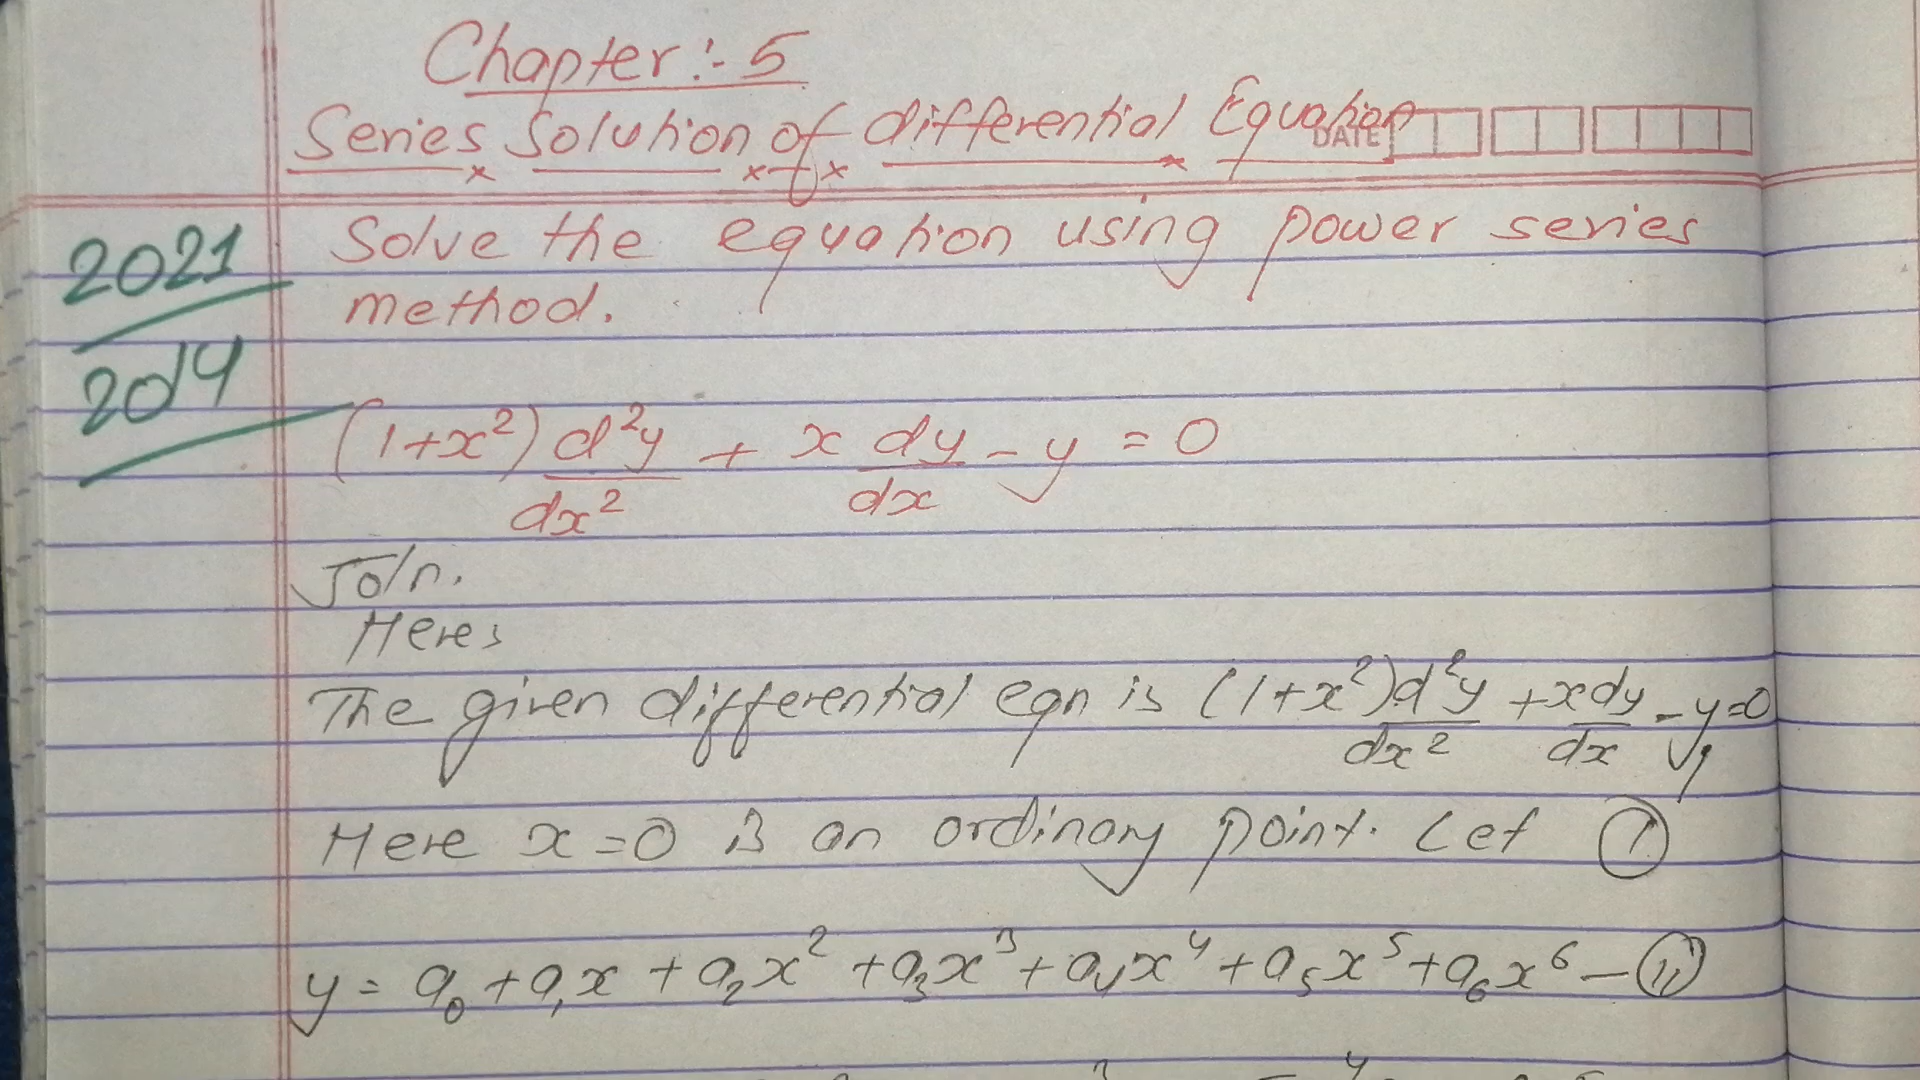 Chapter :- 5
Series Solution of differential Equation
DATE
2021
Solve the equation using power series
method.
2014
(1+x²) d²y/dx² + x dy/dx - y = 0
Soln.
Here,
The given differential eqn is (1+x²) d²y/dx² + x dy/dx - y = 0
Here x = 0 is an ordinary point. Let (I)
y = a₀ + a₁x + a₂x² + a₃x³ + a₄x⁴ + a₅x⁵ + a₆x⁶ — (II)